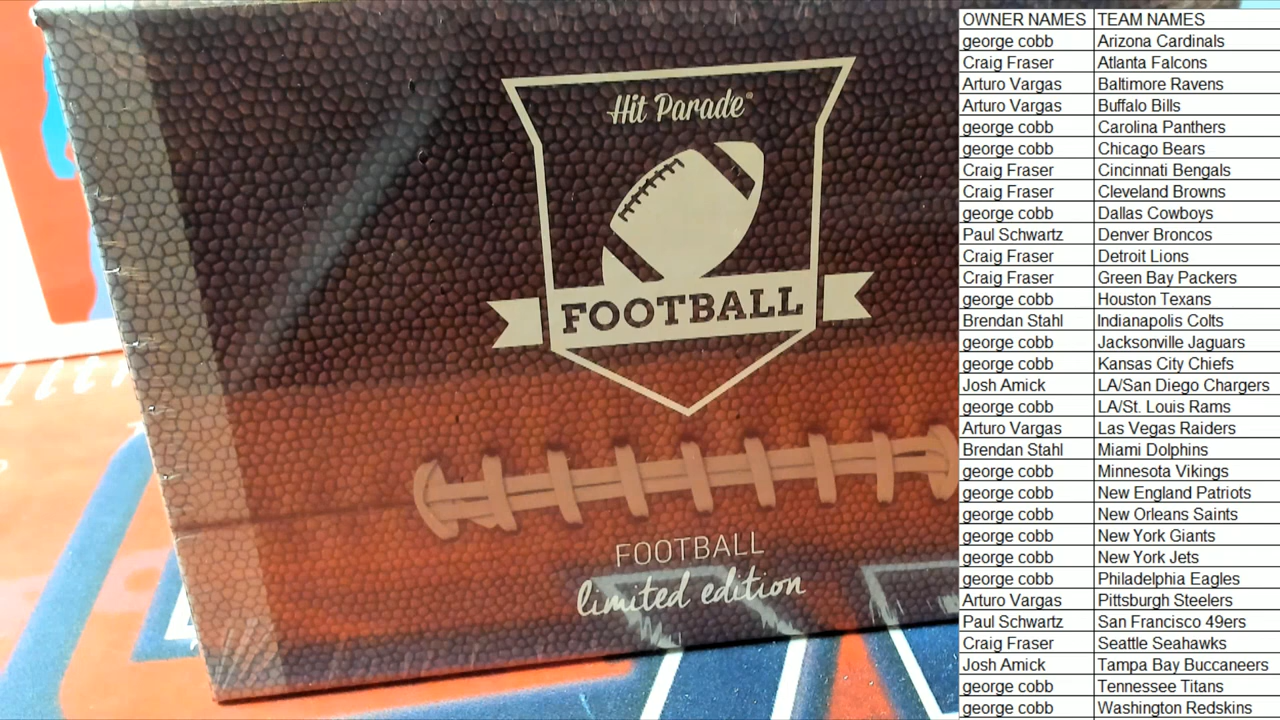 Hit Parade®
FOOTBALL
FOOTBALL
limited edition
OWNER NAMES TEAM NAMES
george cobb Arizona Cardinals
Craig Fraser Atlanta Falcons
Arturo Vargas Baltimore Ravens
Arturo Vargas Buffalo Bills
george cobb Carolina Panthers
george cobb Chicago Bears
Craig Fraser Cincinnati Bengals
Craig Fraser Cleveland Browns
george cobb Dallas Cowboys
Paul Schwartz Denver Broncos
Craig Fraser Detroit Lions
Craig Fraser Green Bay Packers
george cobb Houston Texans
Brendan Stahl Indianapolis Colts
george cobb Jacksonville Jaguars
george cobb Kansas City Chiefs
Josh Amick LA/San Diego Chargers
george cobb LA/St. Louis Rams
Arturo Vargas Las Vegas Raiders
Brendan Stahl Miami Dolphins
george cobb Minnesota Vikings
george cobb New England Patriots
george cobb New Orleans Saints
george cobb New York Giants
george cobb New York Jets
george cobb Philadelphia Eagles
Arturo Vargas Pittsburgh Steelers
Paul Schwartz San Francisco 49ers
Craig Fraser Seattle Seahawks
Josh Amick Tampa Bay Buccaneers
george cobb Tennessee Titans
george cobb Washington Redskins